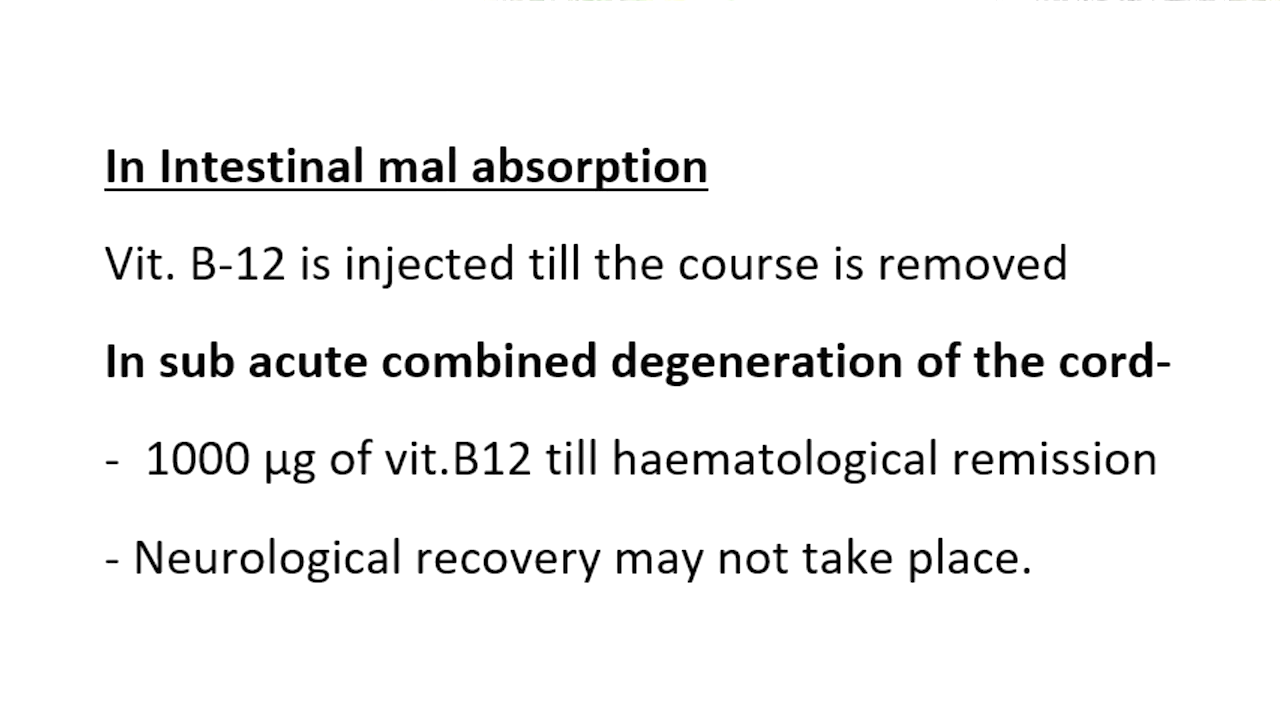 In Intestinal mal absorption
Vit. B-12 is injected till the course is removed
In sub acute combined degeneration of the cord-
- 1000 µg of vit.B12 till haematological remission
- Neurological recovery may not take place.